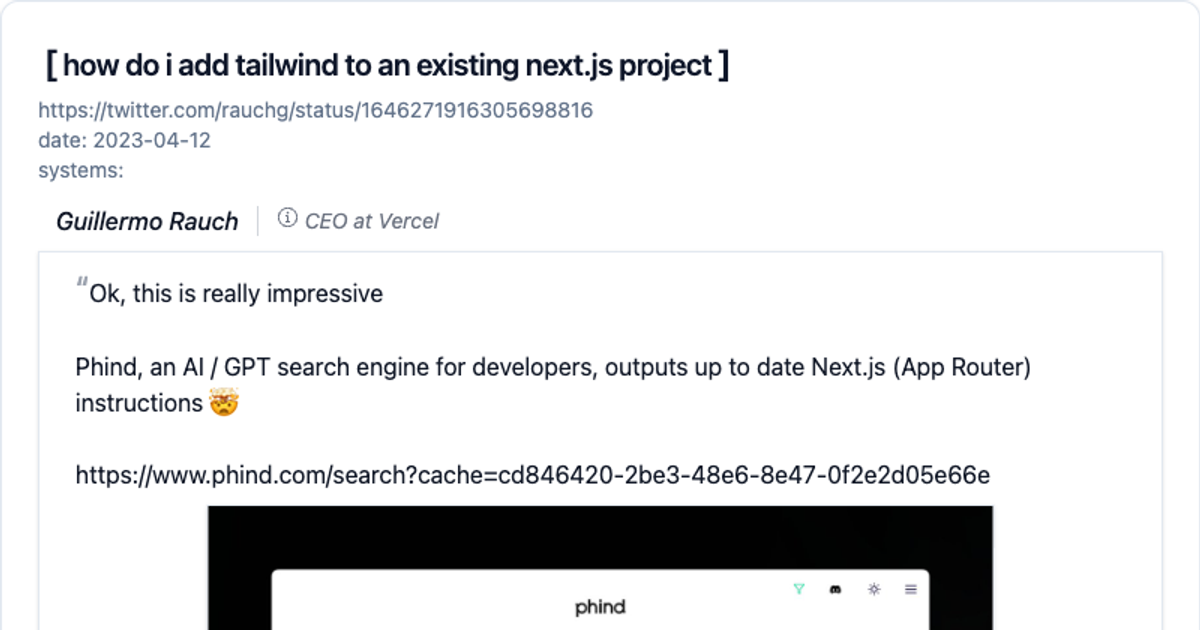 [ how do i add tailwind to an existing next.js project ]
https://twitter.com/rauchg/status/1646271916305698816
date: 2023-04-12
systems:
Guillermo Rauch
CEO at Vercel
"Ok, this is really impressive
Phind, an AI / GPT search engine for developers, outputs up to date Next.js (App Router)
instructions 🤯
https://www.phind.com/search?cache=cd846420-2be3-48e6-8e47-0f2e2d05e66e
phind